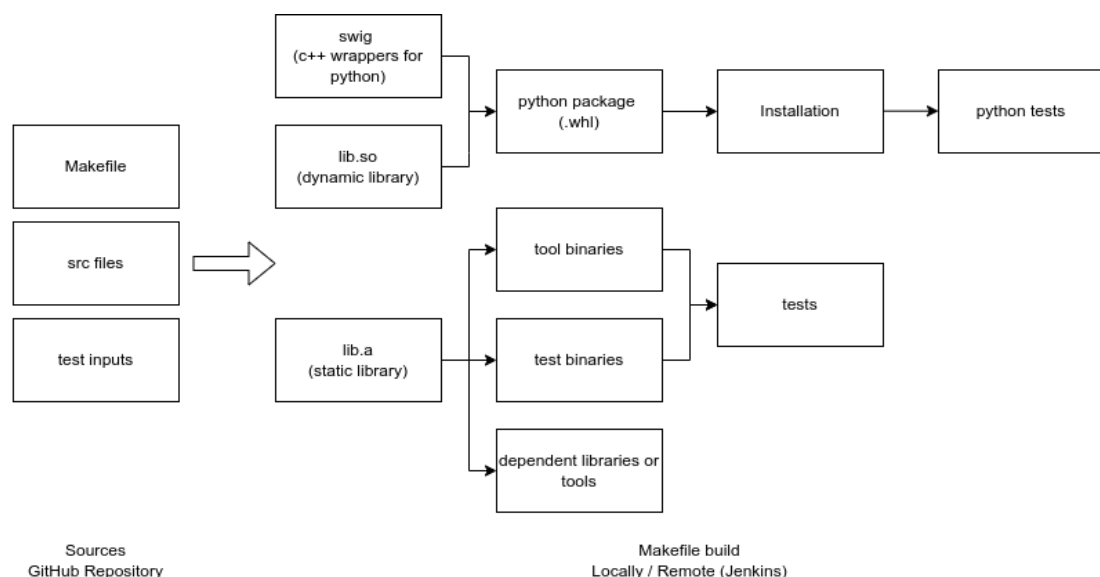 Makefile
src files
test inputs
swig
(c++ wrappers for
python)
lib.so
(dynamic library)
lib.a
(static library)
python package
(.whl)
Installation
python tests
tool binaries
test binaries
dependent libraries or
tools
tests
Sources
GitHub Repository
Makefile build
Locally / Remote (Jenkins)